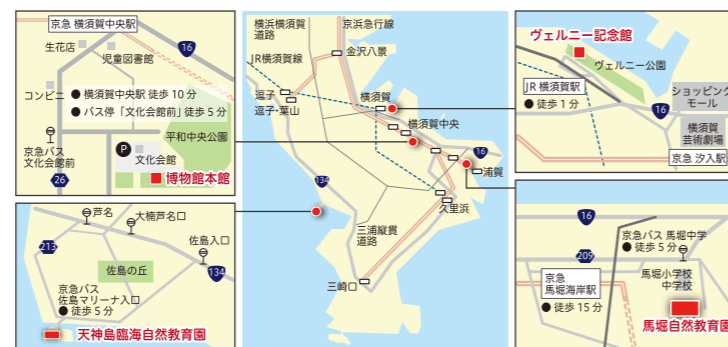 京急 横須賀中央駅
生花店
児童図書館
16
コンビニ
● 横須賀中央駅 徒歩 10 分
● バス停「文化会館前」徒歩 5 分
平和中央公園
京急バス
文化会館前
P
文化会館
26
博物館本館
芦名
大楠芦名口
佐島入口
213
佐島の丘
134
京急バス
佐島マリーナ入口
● 徒歩 5 分
天神島臨海自然教育園
横浜横須賀
道路
京浜急行線
JR横須賀線
金沢八景
逗子
逗子・葉山
横須賀
横須賀中央
16
浦賀
134
久里浜
三浦縦貫
道路
三崎口
ヴェルニー記念館
ヴェルニー公園
JR 横須賀駅
● 徒歩 1 分
ショッピング
モール
16
横須賀
芸術劇場
京急 汐入駅
16
京急バス 馬堀中学
● 徒歩 5 分
209
京急
馬堀海岸駅
● 徒歩 15 分
馬堀小学校
中学校
馬堀自然教育園